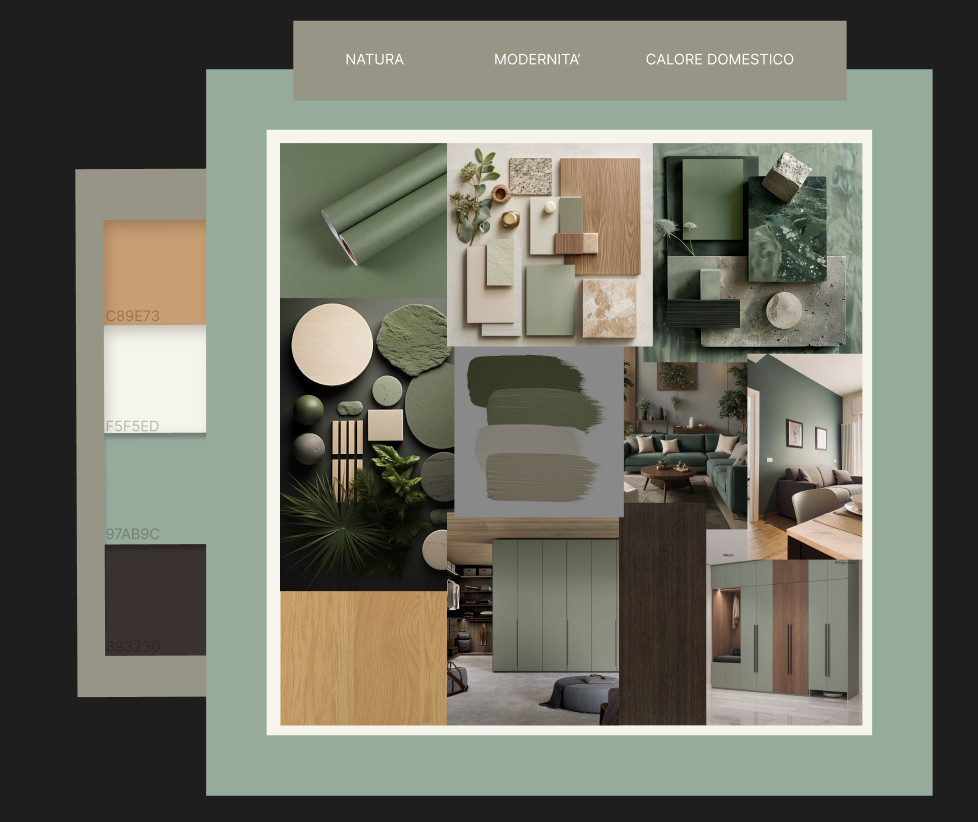 NATURA MODERNITA’ CALORE DOMESTICO
C89E73
F5F5ED
97AB9C
393230